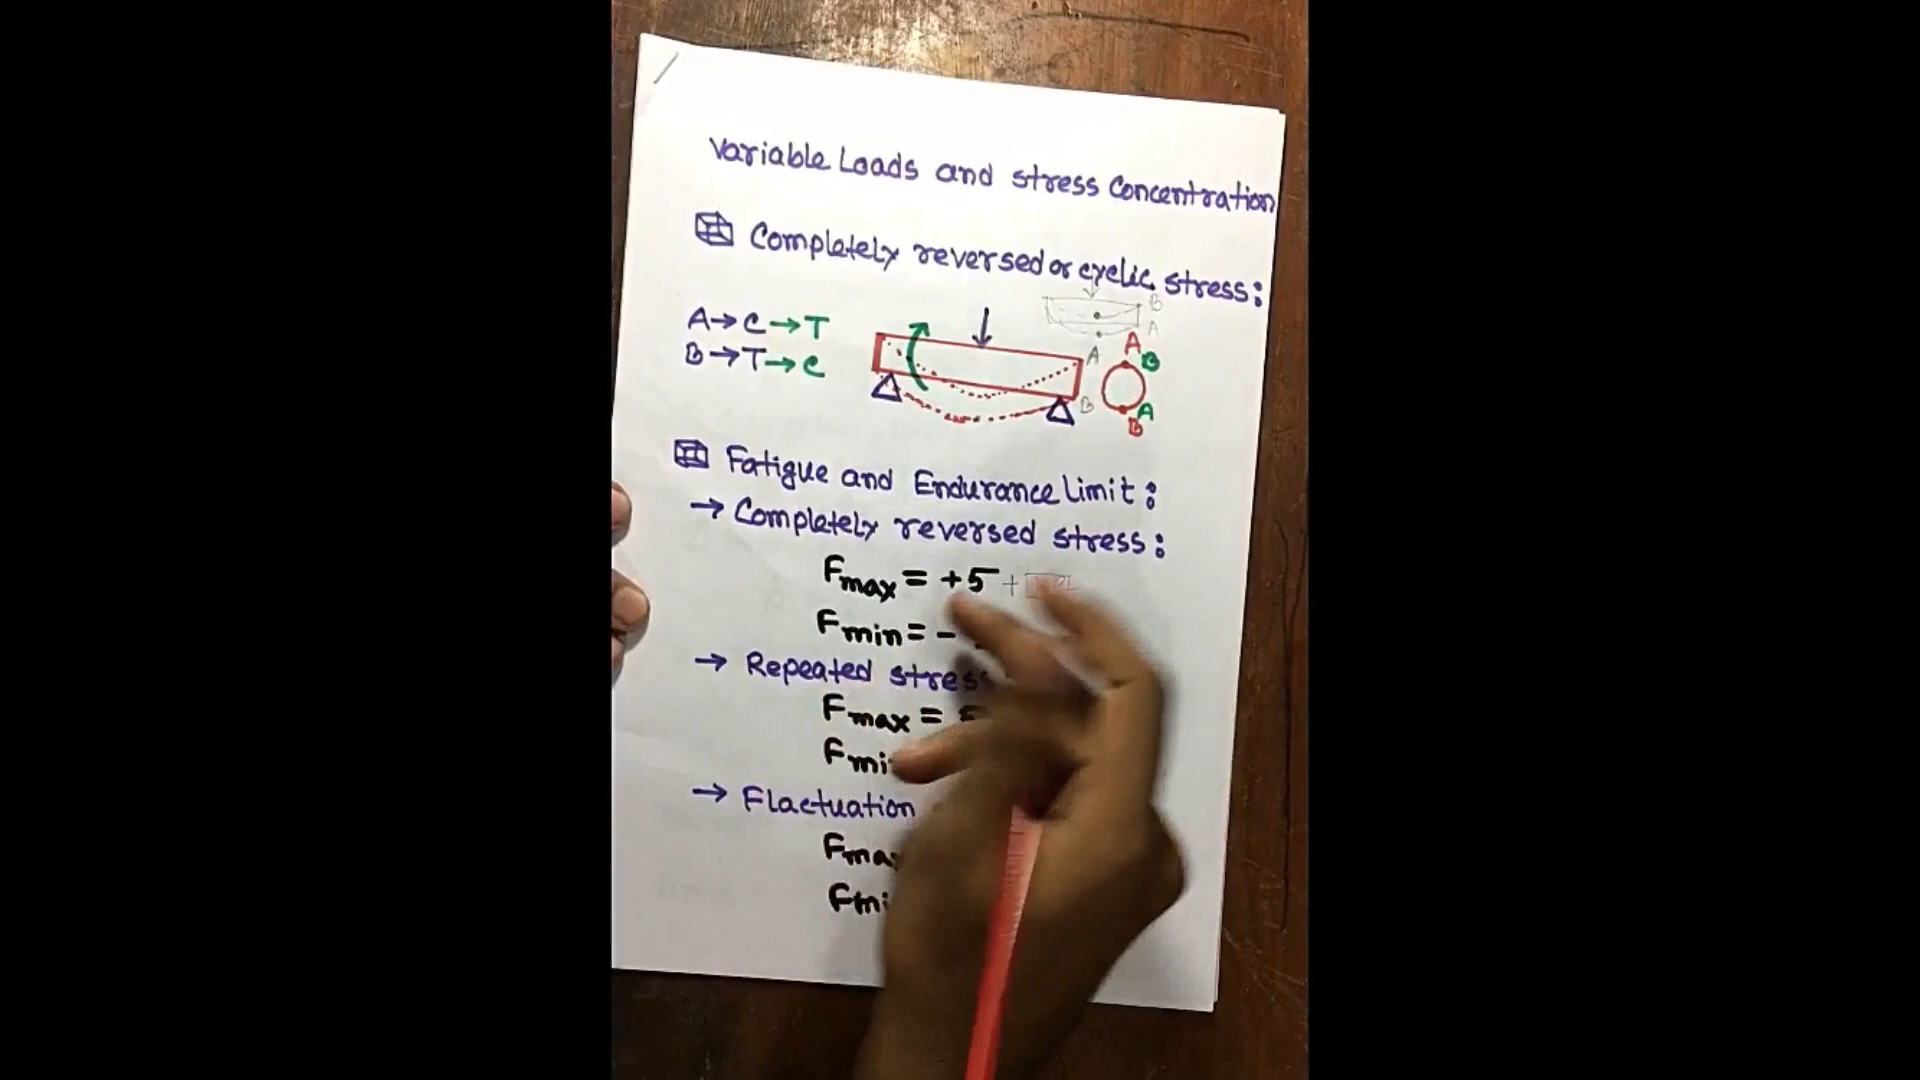 Variable Loads and stress Concentration
Completely reversed or cyclic stress:
A→C→T
B→T→C
B
A
A
A
B
B
A
B
Fatigue and Endurance Limit:
→ Completely reversed stress:
Fmax = +5 +
Fmin = -
→ Repeated stress
Fmax =
→ Flactuation